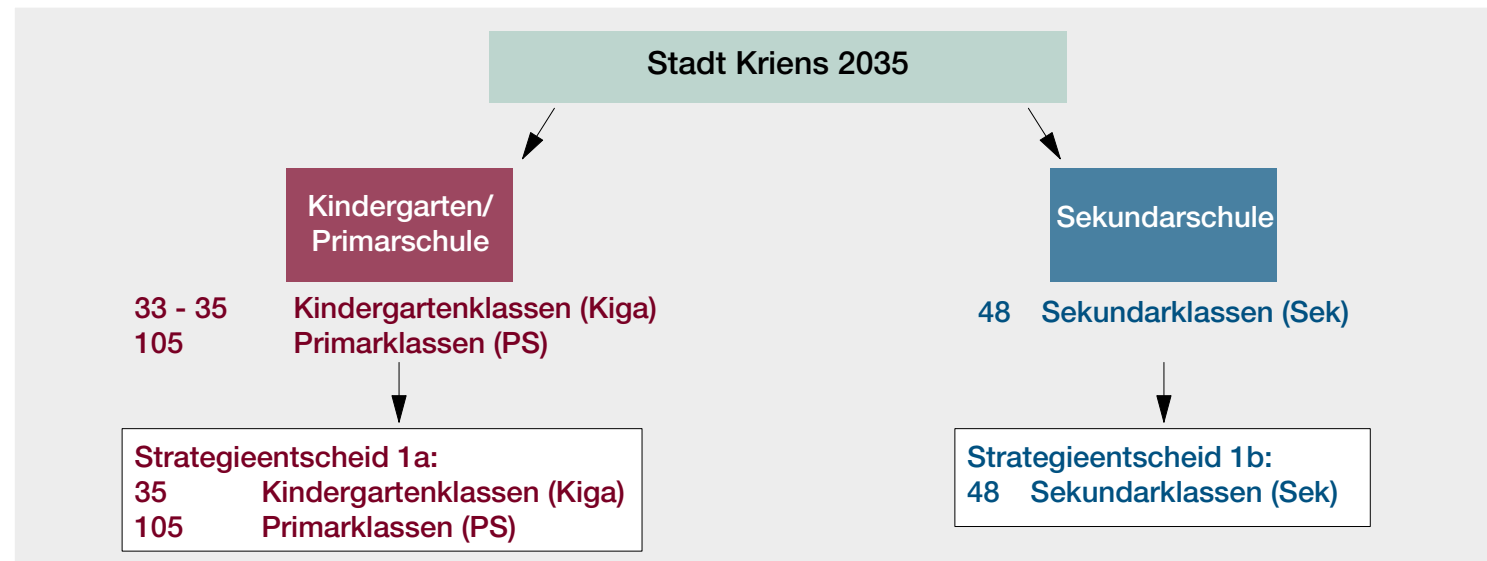 Stadt Kriens 2035
Kindergarten/
Primarschule
33 - 35 Kindergartenklassen (Kiga)
105 Primarklassen (PS)
Strategieentscheid 1a:
35 Kindergartenklassen (Kiga)
105 Primarklassen (PS)
Sekundarschule
48 Sekundarklassen (Sek)
Strategieentscheid 1b:
48 Sekundarklassen (Sek)